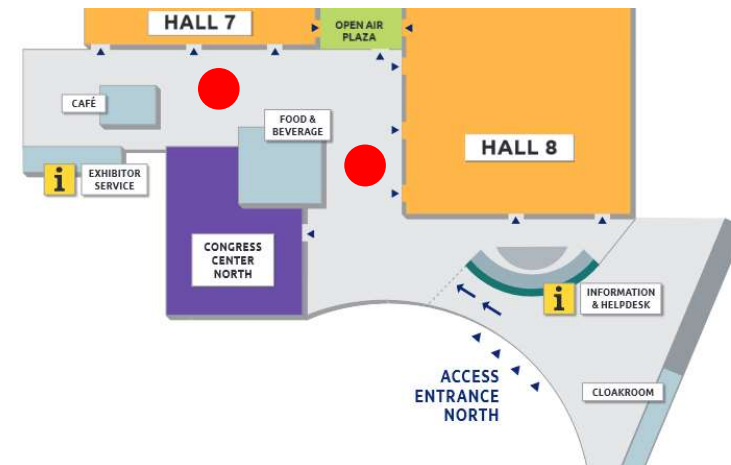 HALL 7
OPEN AIR
PLAZA
CAFÉ
FOOD &
BEVERAGE
HALL 8
i
EXHIBITOR
SERVICE
CONGRESS
CENTER
NORTH
i
INFORMATION
& HELPDESK
ACCESS
ENTRANCE
NORTH
CLOAKROOM